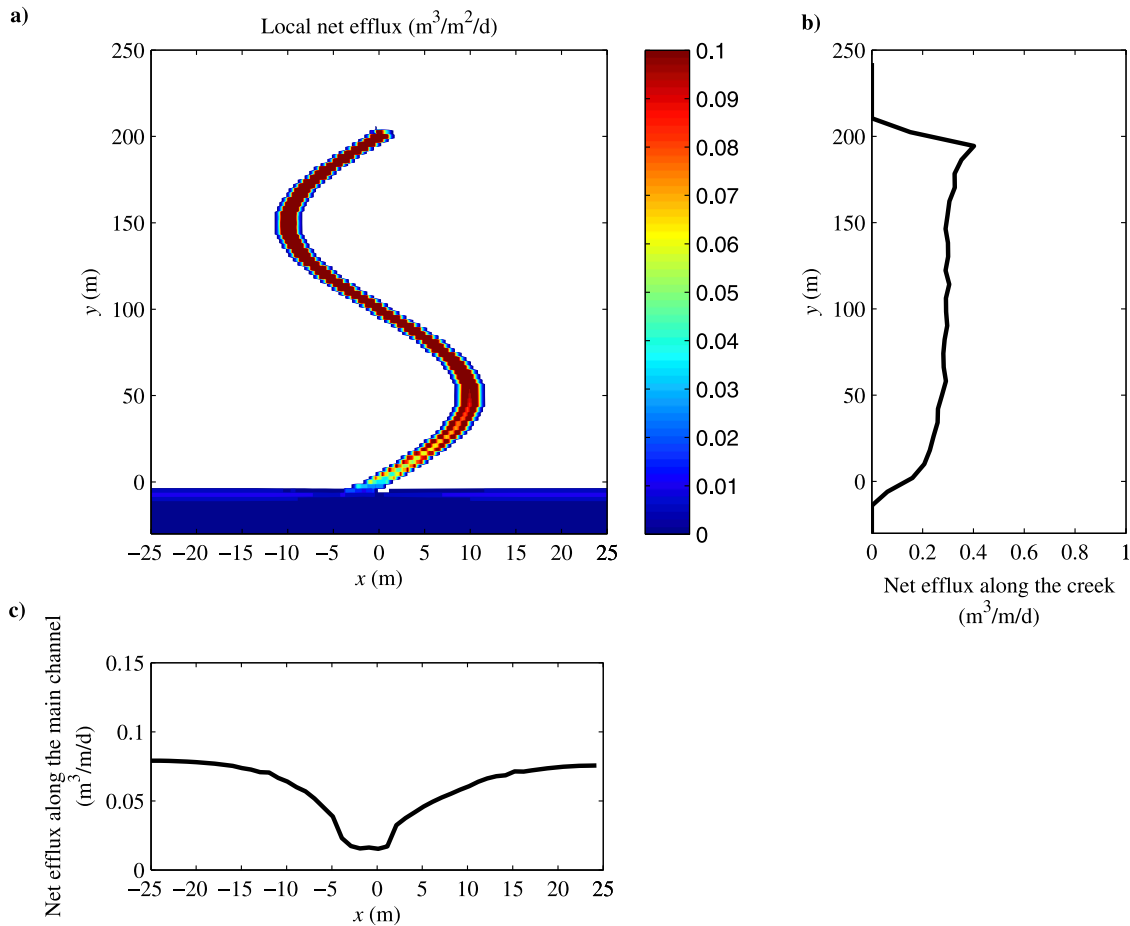 a)
Local net efflux (m³/m²/d)
250
200
150
100
50
0
y (m)
−25 −20 −15 −10 −5 0 5 10 15 20 25
x (m)
0.1
0.09
0.08
0.07
0.06
0.05
0.04
0.03
0.02
0.01
0
b)
250
200
150
100
50
0
y (m)
0 0.2 0.4 0.6 0.8 1
Net efflux along the creek
(m³/m/d)
c)
Net efflux along the main channel
(m³/m/d)
0.15
0.1
0.05
0
−25 −20 −15 −10 −5 0 5 10 15 20 25
x (m)